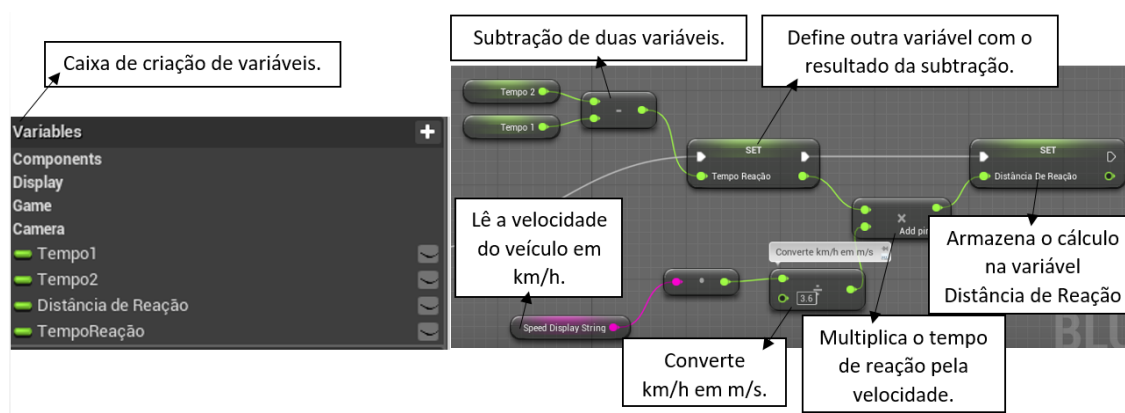 Caixa de criação de variáveis.
Variables
+
Components
Display
Game
Camera
Tempo1
Tempo2
Distância de Reação
TempoReação
Subtração de duas variáveis.
Define outra variável com o
resultado da subtração.
Tempo 2
-
Tempo 1
SET
Tempo Reação
SET
Distância De Reação
Lê a velocidade
do veículo em
km/h.
×
Add pin
Converte km/h em m/s
÷
3.6
Speed Display String
Armazena o cálculo
na variável
Distância de Reação
Converte
km/h em m/s.
Multiplica o tempo
de reação pela
velocidade.
BLU